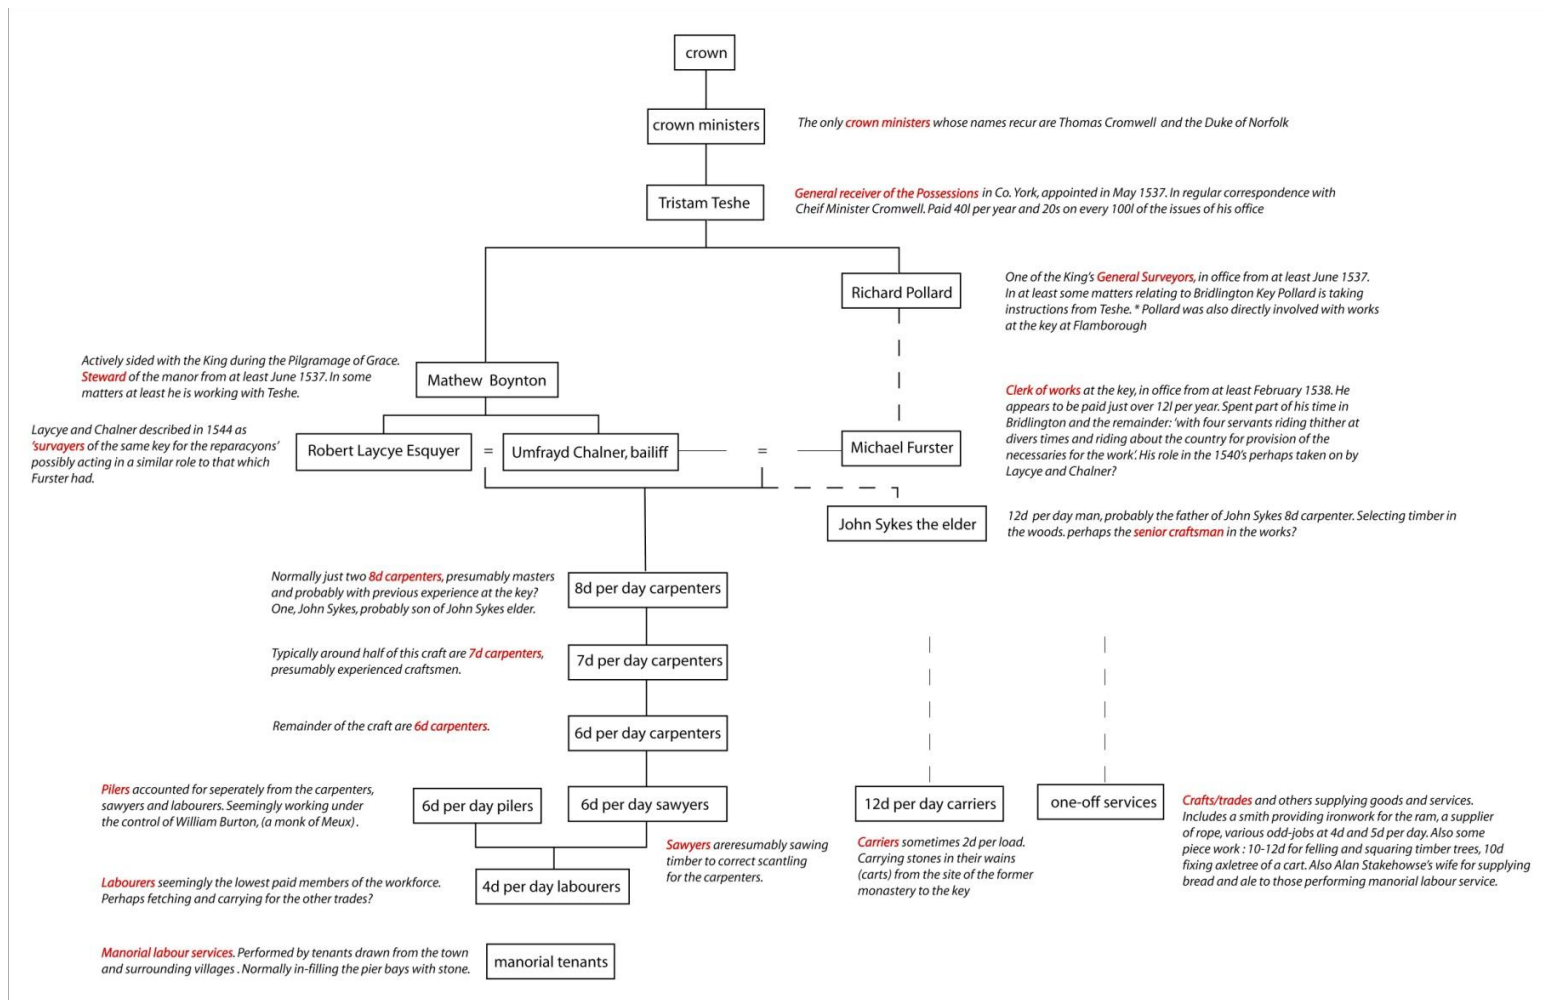 crown
crown ministers
The only crown ministers whose names recur are Thomas Cromwell and the Duke of Norfolk
Tristam Teshe
General receiver of the Possessions in Co. York, appointed in May 1537. In regular correspondence with
Cheif Minister Cromwell. Paid 40l per year and 20s on every 100l of the issues of his office
Richard Pollard
One of the King's General Surveyors, in office from at least June 1537.
In at least some matters relating to Bridlington Key Pollard is taking
instructions from Teshe. * Pollard was also directly involved with works
at the key at Flamborough
Actively sided with the King during the Pilgramage of Grace.
Steward of the manor from at least June 1537. In some
matters at least he is working with Teshe.
Mathew Boynton
Laycye and Chalner described in 1544 as
'survayers of the same key for the reparacyons'
possibly acting in a similar role to that which
Furster had.
Robert Laycye Esquyer
=
Umfrayd Chalner, bailiff
=
Michael Furster
Clerk of works at the key, in office from at least February 1538. He
appears to be paid just over 12l per year. Spent part of his time in
Bridlington and the remainder: 'with four servants riding thither at
divers times and riding about the country for provision of the
necessaries for the work'. His role in the 1540's perhaps taken on by
Laycye and Chalner?
John Sykes the elder
12d per day man, probably the father of John Sykes 8d carpenter. Selecting timber in
the woods. perhaps the senior craftsman in the works?
Normally just two 8d carpenters, presumably masters
and probably with previous experience at the key?
One, John Sykes, probably son of John Sykes elder.
8d per day carpenters
Typically around half of this craft are 7d carpenters,
presumably experienced craftsmen.
7d per day carpenters
Remainder of the craft are 6d carpenters.
6d per day carpenters
Pilers accounted for seperately from the carpenters,
sawyers and labourers. Seemingly working under
the control of William Burton, (a monk of Meux) .
6d per day pilers
6d per day sawyers
12d per day carriers
one-off services
Sawyers aresumably sawing
timber to correct scantling
for the carpenters.
Carriers sometimes 2d per load.
Carrying stones in their wains
(carts) from the site of the former
monastery to the key
Crafts/trades and others supplying goods and services.
Includes a smith providing ironwork for the ram, a supplier
of rope, various odd-jobs at 4d and 5d per day. Also some
piece work : 10-12d for felling and squaring timber trees, 10d
fixing axletree of a cart. Also Alan Stakehowse's wife for supplying
bread and ale to those performing manorial labour service.
Labourers seemingly the lowest paid members of the workforce.
Perhaps fetching and carrying for the other trades?
4d per day labourers
Manorial labour services. Performed by tenants drawn from the town
and surrounding villages . Normally in-filling the pier bays with stone.
manorial tenants